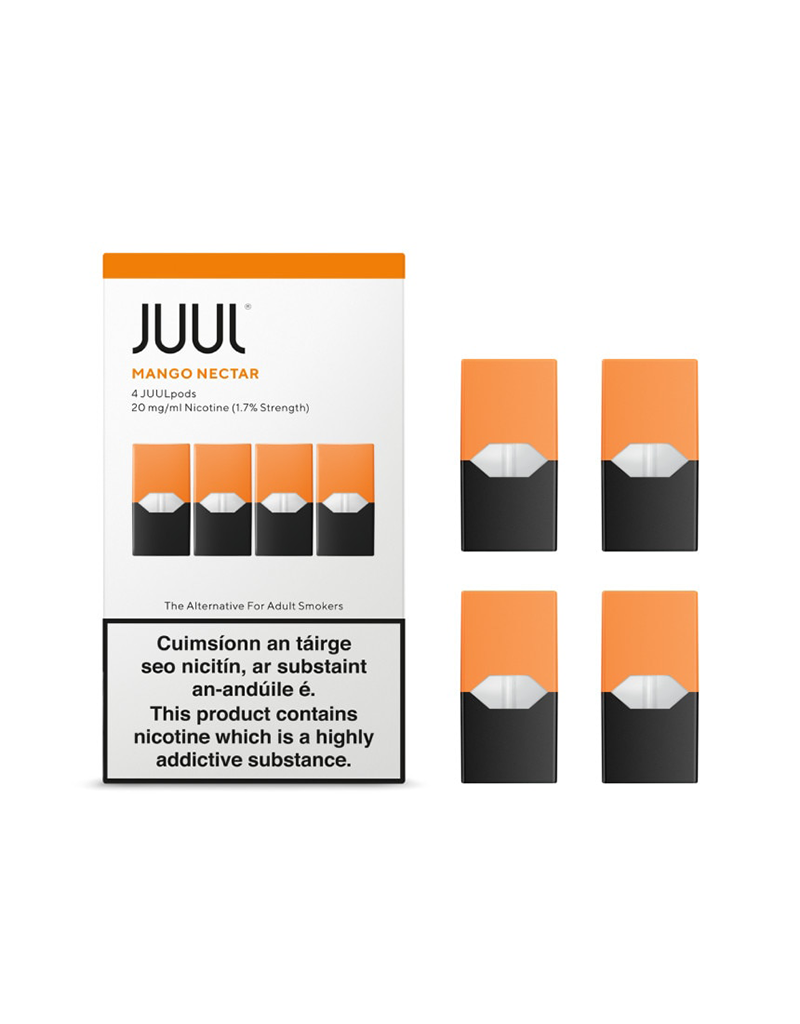 JUUL®
MANGO NECTAR
4 JUULpods
20 mg/ml Nicotine (1.7% Strength)
The Alternative For Adult Smokers
Cuimsíonn an táirge
seo nicitín, ar substaint
an-andúile é.
This product contains
nicotine which is a highly
addictive substance.